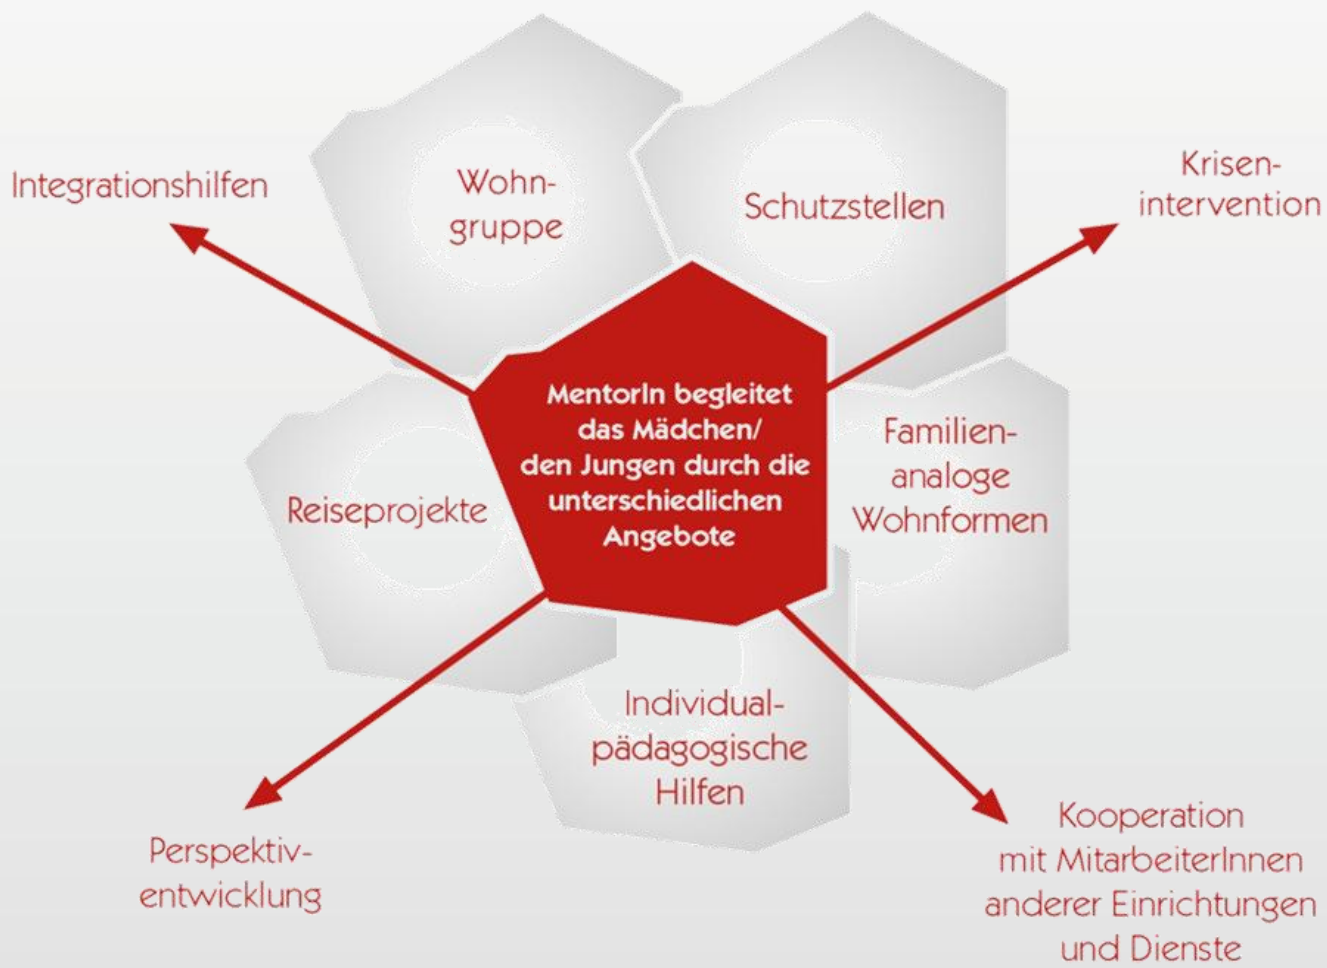 Integrationshilfen
Wohn-
gruppe
Schutzstellen
Krisen-
intervention
MentorIn begleitet
das Mädchen/
den Jungen durch die
unterschiedlichen
Angebote
Reiseprojekte
Familien-
analoge
Wohnformen
Individual-
pädagogische
Hilfen
Perspektiv-
entwicklung
Kooperation
mit MitarbeiterInnen
anderer Einrichtungen
und Dienste